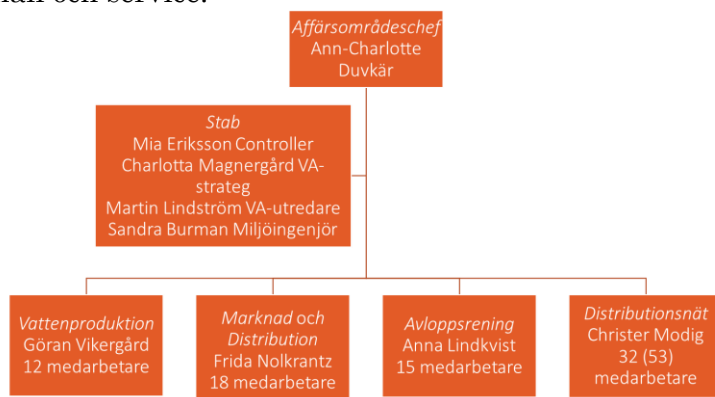 och service.
Affärsområdeschef
Ann-Charlotte
Duvkär
Stab
Mia Eriksson Controller
Charlotta Magnergård VA-
strateg
Martin Lindström VA-utredare
Sandra Burman Miljöingenjör
Vattenproduktion
Göran Vikergård
12 medarbetare
Marknad och
Distribution
Frida Nolkrantz
18 medarbetare
Avloppsrening
Anna Lindkvist
15 medarbetare
Distributionsnät
Christer Modig
32 (53)
medarbetare